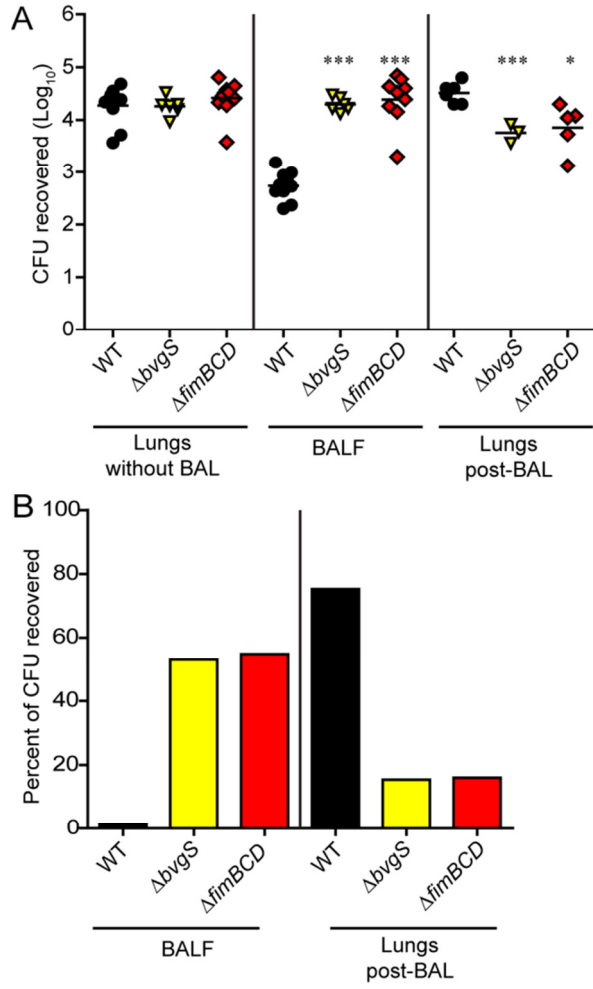 A
CFU recovered (Log10)
6
5
4
3
2
1
0
*** *** *** *
WT ΔbvgS ΔfimBCD WT ΔbvgS ΔfimBCD WT ΔbvgS ΔfimBCD
Lungs
without BAL
BALF
Lungs
post-BAL
B
Percent of CFU recovered
100
80
60
40
20
0
WT ΔbvgS ΔfimBCD WT ΔbvgS ΔfimBCD
BALF
Lungs
post-BAL